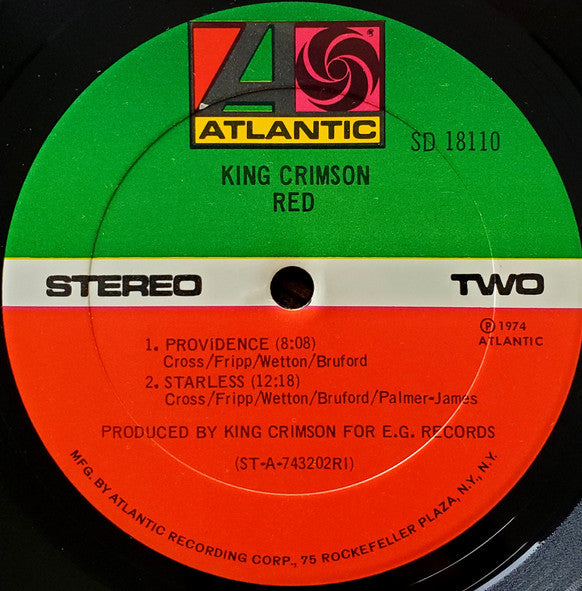 ATLANTIC
SD 18110
KING CRIMSON
RED
STEREO TWO
1. PROVIDENCE (8:08)
Cross/Fripp/Wetton/Bruford
2. STARLESS (12:18)
Cross/Fripp/Wetton/Bruford/Palmer-James
℗ 1974
ATLANTIC
PRODUCED BY KING CRIMSON FOR E.G. RECORDS
(ST-A-743202RI)
MFG. BY ATLANTIC RECORDING CORP., 75 ROCKEFELLER PLAZA, N.Y., N.Y.